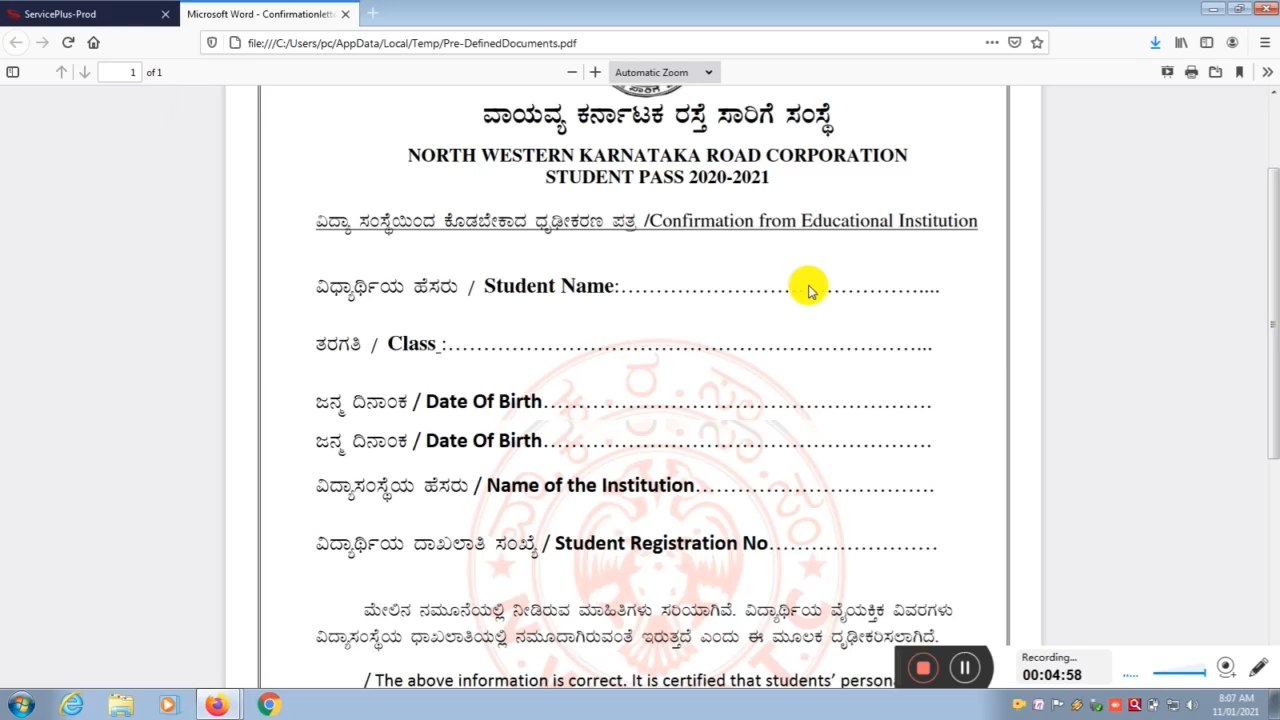 ServicePlus-Prod
Microsoft Word - Confirmationlette
file:///C:/Users/pc/AppData/Local/Temp/Pre-DefinedDocuments.pdf
1 of 1
Automatic Zoom
ವಾಯವ್ಯ ಕರ್ನಾಟಕ ರಸ್ತೆ ಸಾರಿಗೆ ಸಂಸ್ಥೆ
NORTH WESTERN KARNATAKA ROAD CORPORATION
STUDENT PASS 2020-2021
ವಿದ್ಯಾ ಸಂಸ್ಥೆಯಿಂದ ಕೊಡಬೇಕಾದ ಧೃಢೀಕರಣ ಪತ್ರ /Confirmation from Educational Institution
ವಿಧ್ಯಾರ್ಥಿಯ ಹೆಸರು / Student Name:…………………………………....
ತರಗತಿ / Class :…………………………………………………...
ಜನ್ಮ ದಿನಾಂಕ / Date Of Birth……………………………………………….
ಜನ್ಮ ದಿನಾಂಕ / Date Of Birth……………………………………………….
ವಿದ್ಯಾಸಂಸ್ಥೆಯ ಹೆಸರು / Name of the Institution…………………………….
ವಿದ್ಯಾರ್ಥಿಯ ದಾಖಲಾತಿ ಸಂಖ್ಯೆ / Student Registration No……………………
ಮೇಲಿನ ನಮೂನೆಯಲ್ಲಿ ನೀಡಿರುವ ಮಾಹಿತಿಗಳು ಸರಿಯಾಗಿವೆ. ವಿದ್ಯಾರ್ಥಿಯ ವೈಯಕ್ತಿಕ ವಿವರಗಳು
ವಿದ್ಯಾಸಂಸ್ಥೆಯ ಧಾಖಲಾತಿಯಲ್ಲಿ ನಮೂದಾಗಿರುವಂತೆ ಇರುತ್ತದೆ ಎಂದು ಈ ಮೂಲಕ ದೃಢೀಕರಿಸಲಾಗಿದೆ.
/ The above information is correct. It is certified that students' persona
Recording...
00:04:58
8:07 AM
11/01/2021